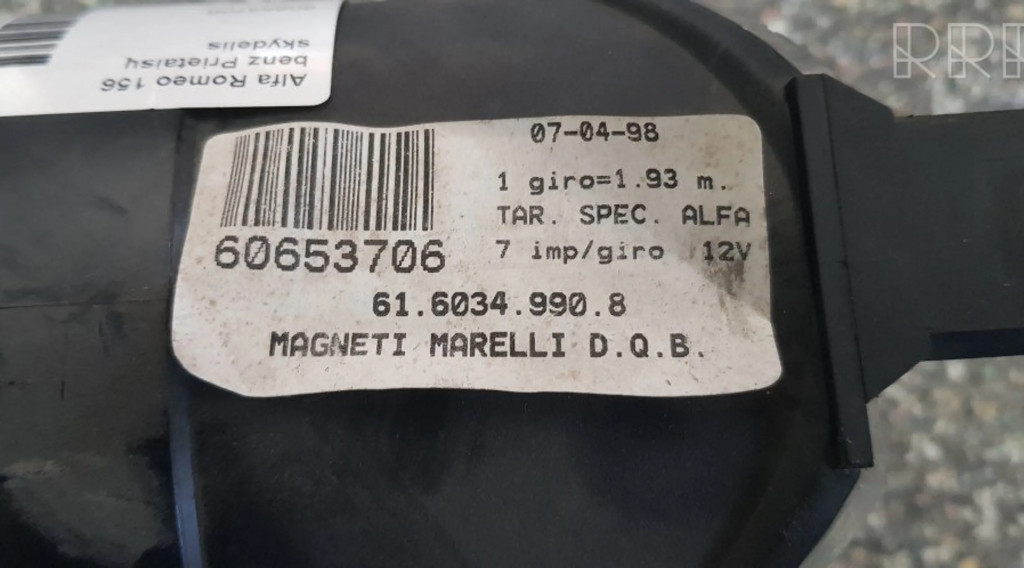 Alfa Romeo 156
benz Prietaisų
skydelis
RRR
07-04-98
1 giro=1.93 m.
TAR. SPEC. ALFA
7 imp/giro 12V
60653706
61.6034.990.8
MAGNETI MARELLI D.Q.B.